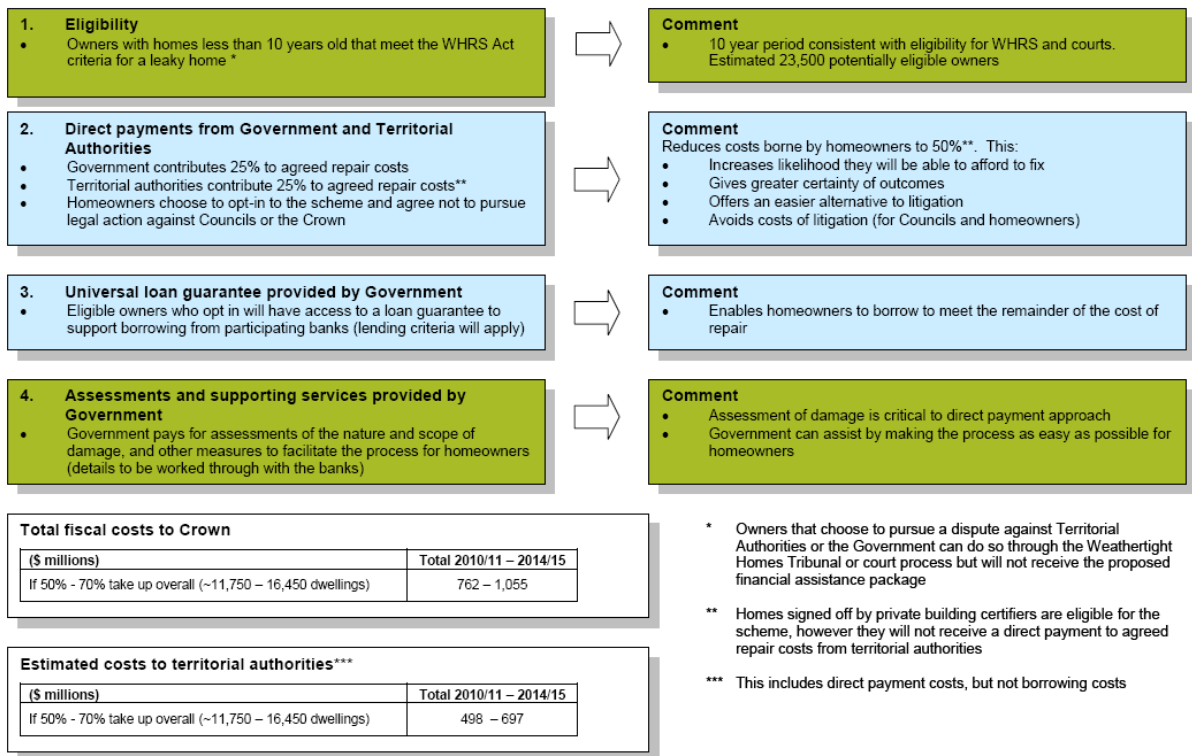 1. Eligibility
• Owners with homes less than 10 years old that meet the WHRS Act
criteria for a leaky home *
Comment
• 10 year period consistent with eligibility for WHRS and courts.
Estimated 23,500 potentially eligible owners
2. Direct payments from Government and Territorial
Authorities
• Government contributes 25% to agreed repair costs
• Territorial authorities contribute 25% to agreed repair costs**
• Homeowners choose to opt-in to the scheme and agree not to pursue
legal action against Councils or the Crown
Comment
Reduces costs borne by homeowners to 50%**. This:
• Increases likelihood they will be able to afford to fix
• Gives greater certainty of outcomes
• Offers an easier alternative to litigation
• Avoids costs of litigation (for Councils and homeowners)
3. Universal loan guarantee provided by Government
• Eligible owners who opt in will have access to a loan guarantee to
support borrowing from participating banks (lending criteria will apply)
Comment
• Enables homeowners to borrow to meet the remainder of the cost of
repair
4. Assessments and supporting services provided by
Government
• Government pays for assessments of the nature and scope of
damage, and other measures to facilitate the process for homeowners
(details to be worked through with the banks)
Comment
• Assessment of damage is critical to direct payment approach
• Government can assist by making the process as easy as possible for
homeowners
Total fiscal costs to Crown
($ millions) Total 2010/11 – 2014/15
If 50% - 70% take up overall (~11,750 – 16,450 dwellings) 762 – 1,055
Estimated costs to territorial authorities***
($ millions) Total 2010/11 – 2014/15
If 50% - 70% take up overall (~11,750 – 16,450 dwellings) 498 – 697
* Owners that choose to pursue a dispute against Territorial
Authorities or the Government can do so through the Weathertight
Homes Tribunal or court process but will not receive the proposed
financial assistance package
** Homes signed off by private building certifiers are eligible for the
scheme, however they will not receive a direct payment to agreed
repair costs from territorial authorities
*** This includes direct payment costs, but not borrowing costs